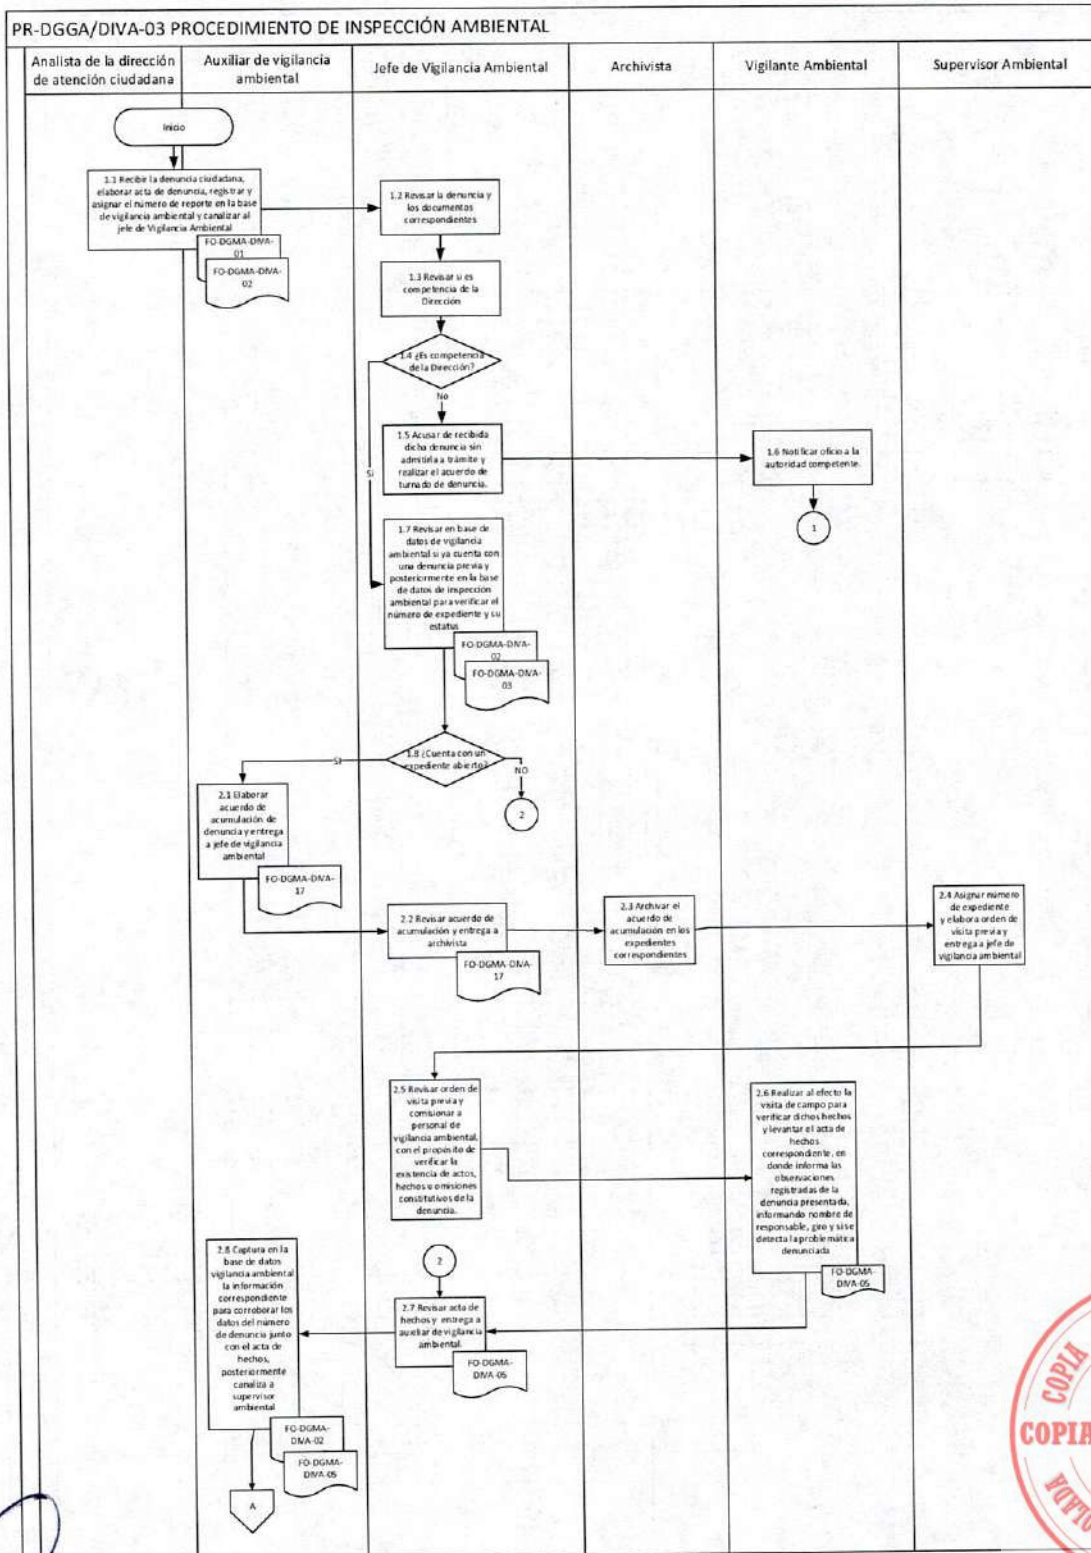 PR-DGGA/DIVA-03 PROCEDIMIENTO DE INSPECCIÓN AMBIENTAL
Analista de la dirección
de atención ciudadana
Auxiliar de vigilancia
ambiental
Jefe de Vigilancia Ambiental
Archivista
Vigilante Ambiental
Supervisor Ambiental
Inicio
1.1 Recibir la denuncia ciudadana,
elaborar acta de denuncia, registrar y
asignar el número de reporte en la base
de vigilancia ambiental y canalizar al
jefe de Vigilancia Ambiental
FO-DGMA-DIVA-
01
FO-DGMA-DIVA-
02
1.2 Revisar la denuncia y
los documentos
correspondientes
1.3 Revisar si es
competencia de la
Dirección
1.4 ¿Es competencia
de la Dirección?
No
Si
1.5 Acusar de recibida
dicha denuncia sin
admitirla a trámite y
realizar el acuerdo de
turnado de denuncia.
1.6 Notificar oficio a la
autoridad competente.
1
1.7 Revisar en base de
datos de vigilancia
ambiental si ya cuenta con
una denuncia previa y
posteriormente en la base
de datos de inspección
ambiental para verificar el
número de expediente y su
estatus
FO-DGMA-DIVA-
02
FO-DGMA-DIVA-
03
1.8 ¿Cuenta con un
expediente abierto?
SI
NO
2
2.1 Elaborar
acuerdo de
acumulación de
denuncia y entrega
a jefe de vigilancia
ambiental
FO-DGMA-DIVA-
17
2.2 Revisar acuerdo de
acumulación y entrega a
archivista
FO-DGMA-DIVA-
17
2.3 Archivar el
acuerdo de
acumulación en los
expedientes
correspondientes
2.4 Asignar número
de expediente
y elabora orden de
visita previa y
entrega a jefe de
vigilancia ambiental
2.5 Revisar orden de
visita previa y
comisionar a
personal de
vigilancia ambiental,
con el propósito de
verificar la
existencia de actos,
hechos u omisiones
constitutivos de la
denuncia.
2.6 Realizar al efecto la
visita de campo para
verificar dichos hechos
y levantar el acta de
hechos
correspondiente, en
donde informa las
observaciones
registradas de la
denuncia presentada,
informando nombre de
responsable, giro y si se
detecta la problemática
denunciada
FO-DGMA-
DIVA-05
2
2.7 Revisar acta de
hechos y entrega a
auxiliar de vigilancia
ambiental.
FO-DGMA-
DIVA-05
2.8 Captura en la
base de datos
vigilancia ambiental
la información
correspondiente
para corroborar los
datos del número
de denuncia junto
con el acta de
hechos,
posteriormente
canaliza a
supervisor
ambiental
FO-DGMA-
DIVA-02
FO-DGMA-
DIVA-05
A
COPIA
COPIA